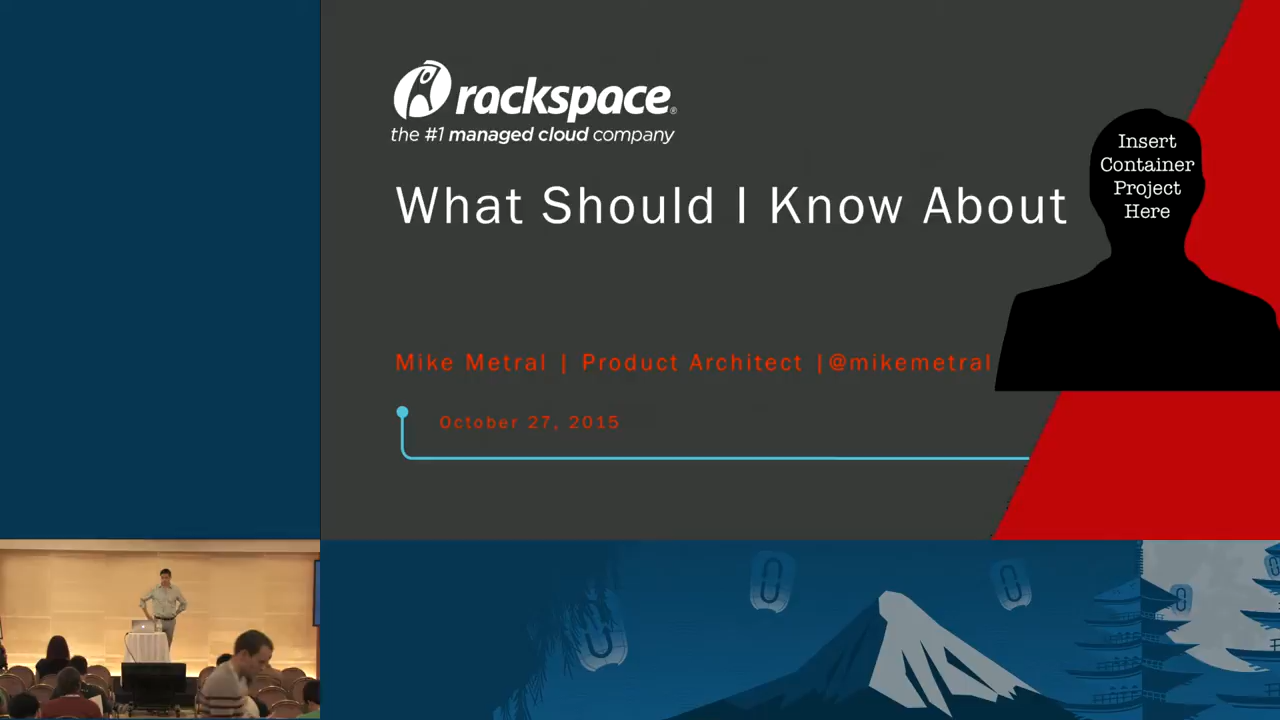 rackspace®
the #1 managed cloud company
What Should I Know About
Insert
Container
Project
Here
Mike Metral | Product Architect |@mikemetral
October 27, 2015